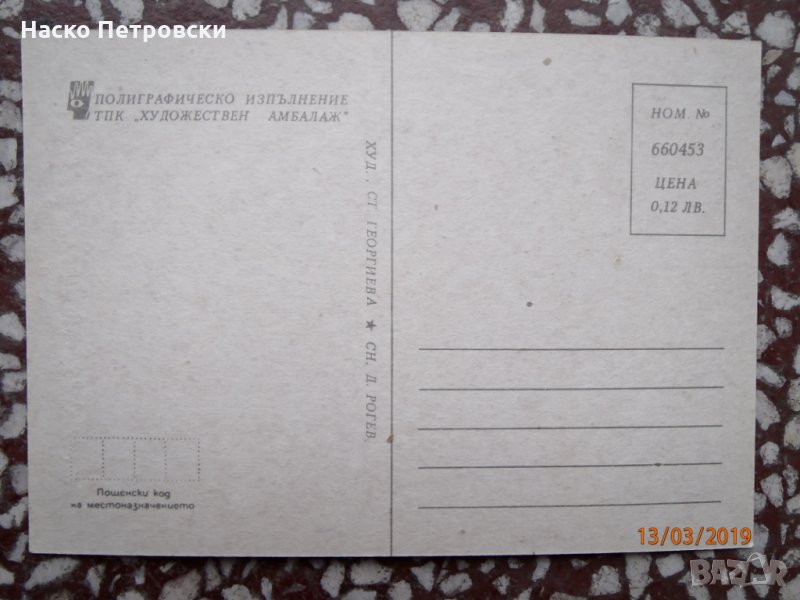 Наско Петровски
ПОЛИГРАФИЧЕСКО ИЗПЪЛНЕНИЕ
ТПК „ХУДОЖЕСТВЕН АМБАЛАЖ"
ХУД. СТ. ГЕОРГИЕВА ★ СН. Д. РОГЕВ
НОМ. №
660453
ЦЕНА
0,12 ЛВ.
Пощенски код
на местоназначението
13/03/2019
BAZAR